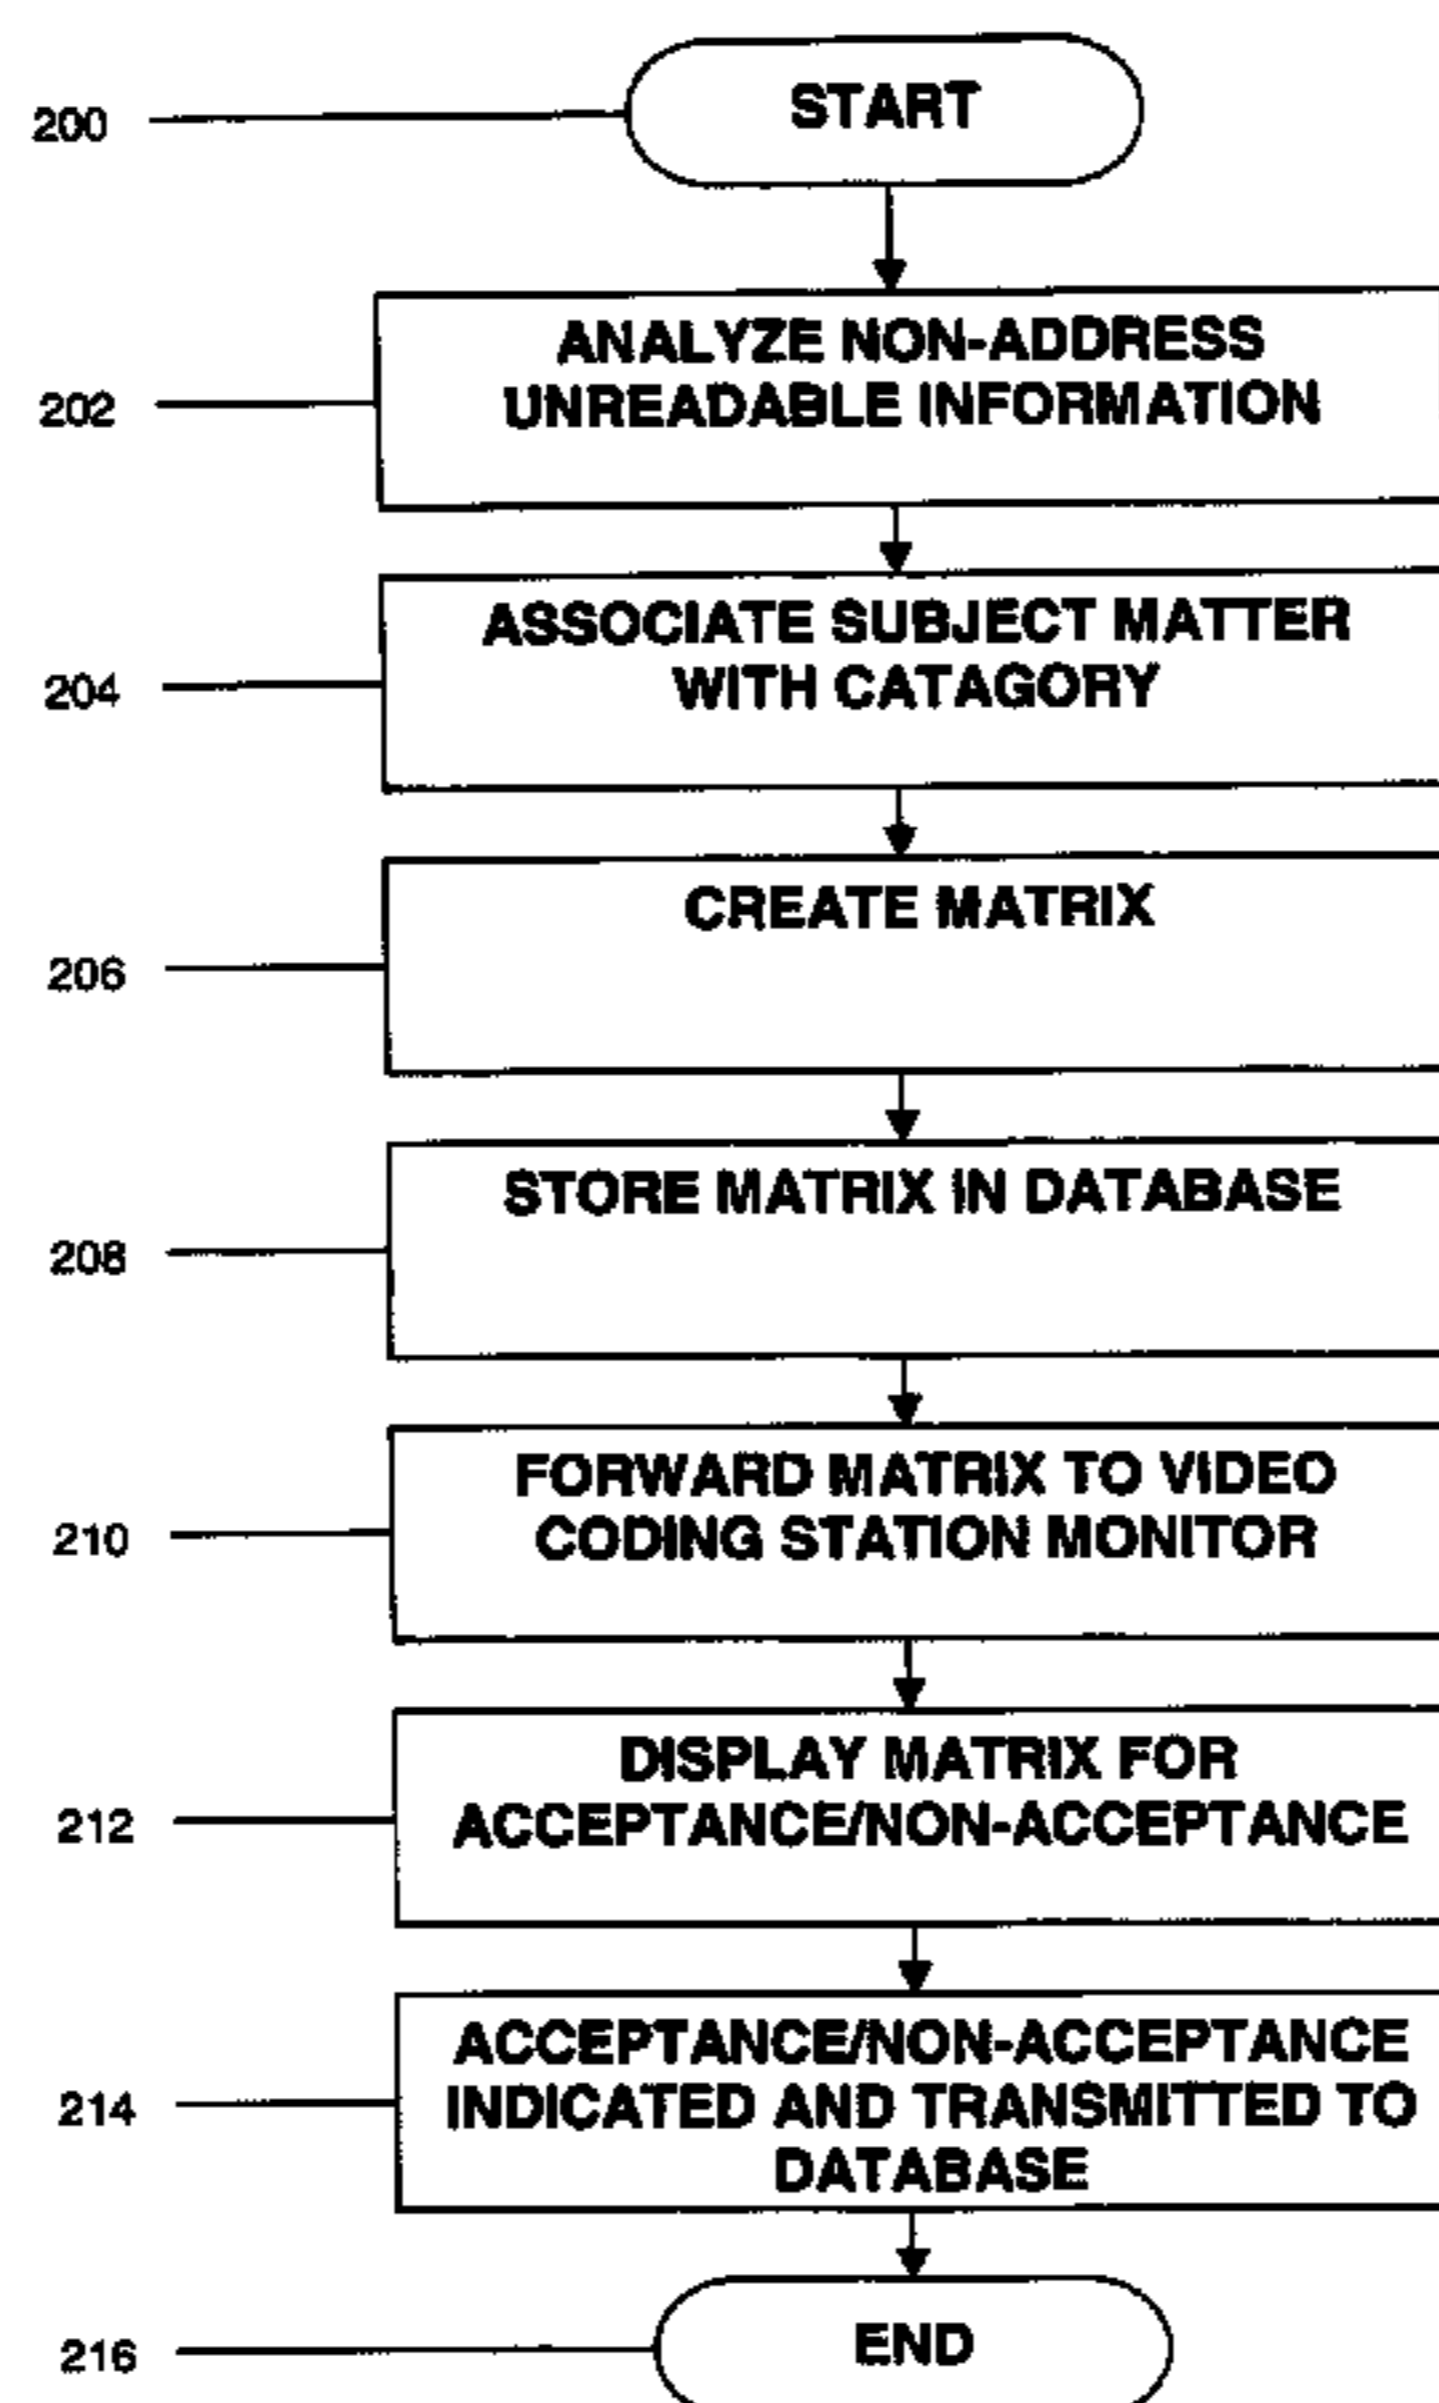 200
START
202
ANALYZE NON-ADDRESS
UNREADABLE INFORMATION
204
ASSOCIATE SUBJECT MATTER
WITH CATAGORY
206
CREATE MATRIX
208
STORE MATRIX IN DATABASE
210
FORWARD MATRIX TO VIDEO
CODING STATION MONITOR
212
DISPLAY MATRIX FOR
ACCEPTANCE/NON-ACCEPTANCE
214
ACCEPTANCE/NON-ACCEPTANCE
INDICATED AND TRANSMITTED TO
DATABASE
216
END